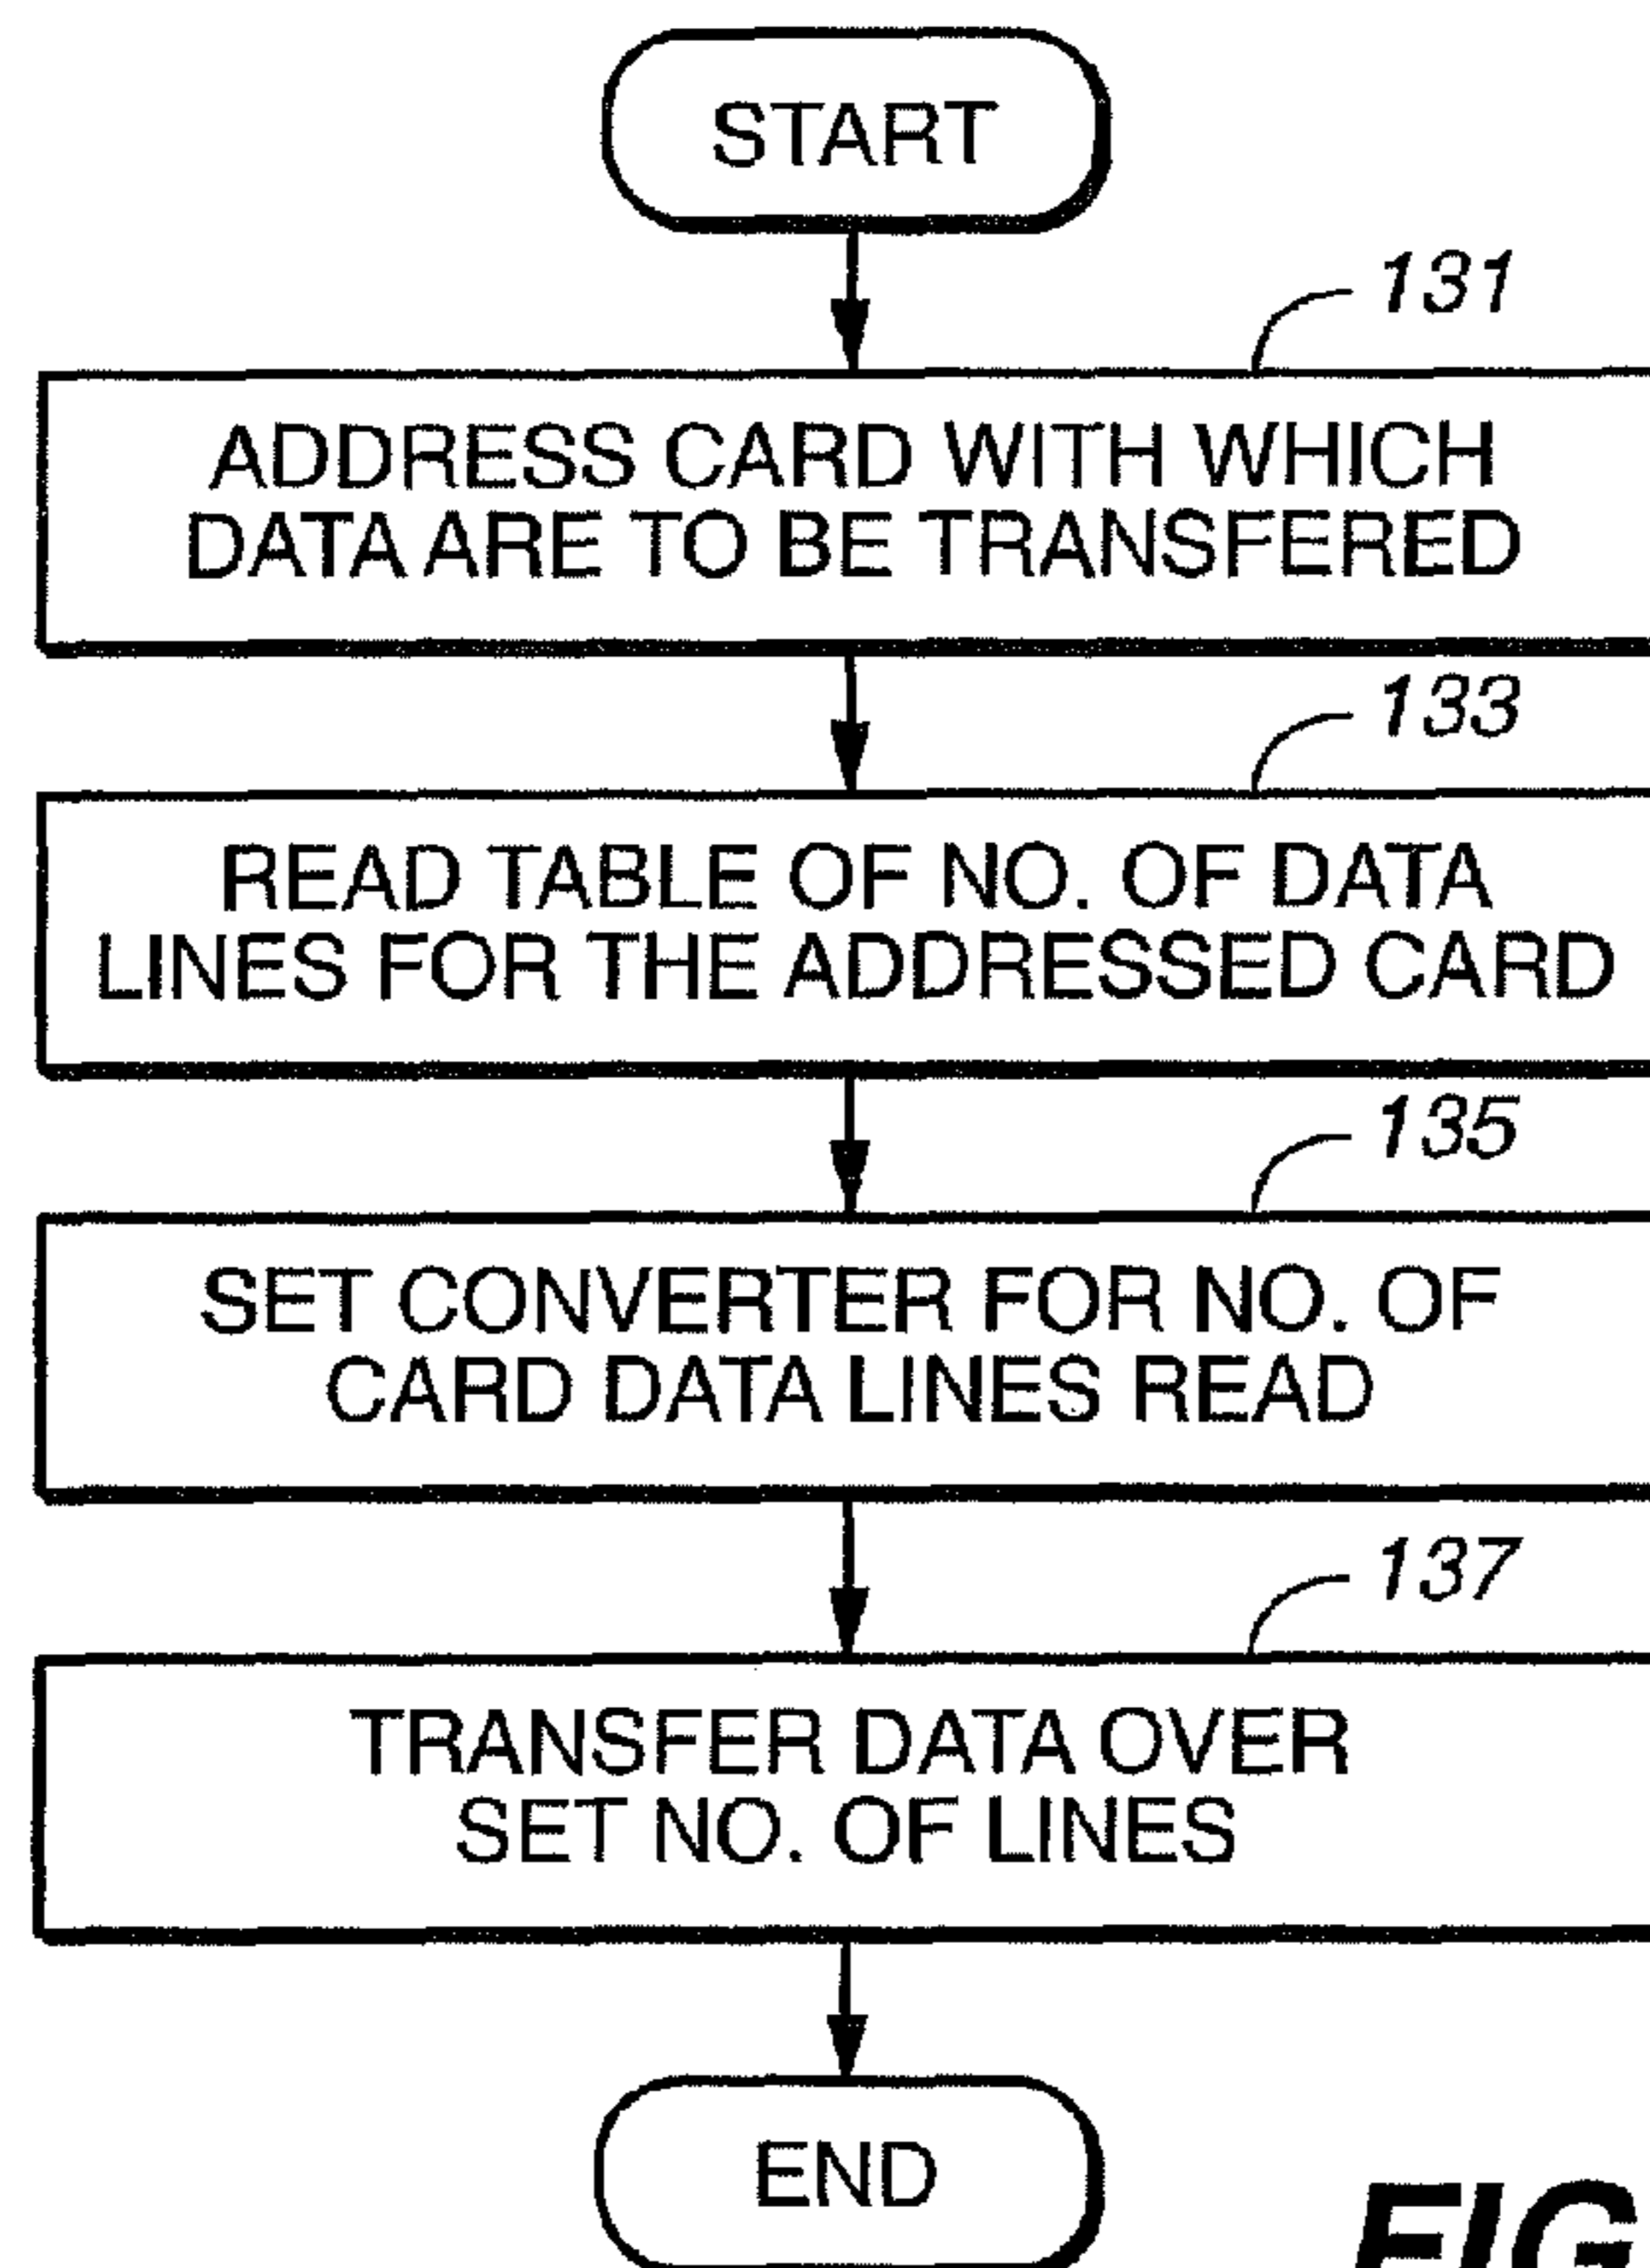 START
131
ADDRESS CARD WITH WHICH
DATA ARE TO BE TRANSFERED
133
READ TABLE OF NO. OF DATA
LINES FOR THE ADDRESSED CARD
135
SET CONVERTER FOR NO. OF
CARD DATA LINES READ
137
TRANSFER DATA OVER
SET NO. OF LINES
END
FIG